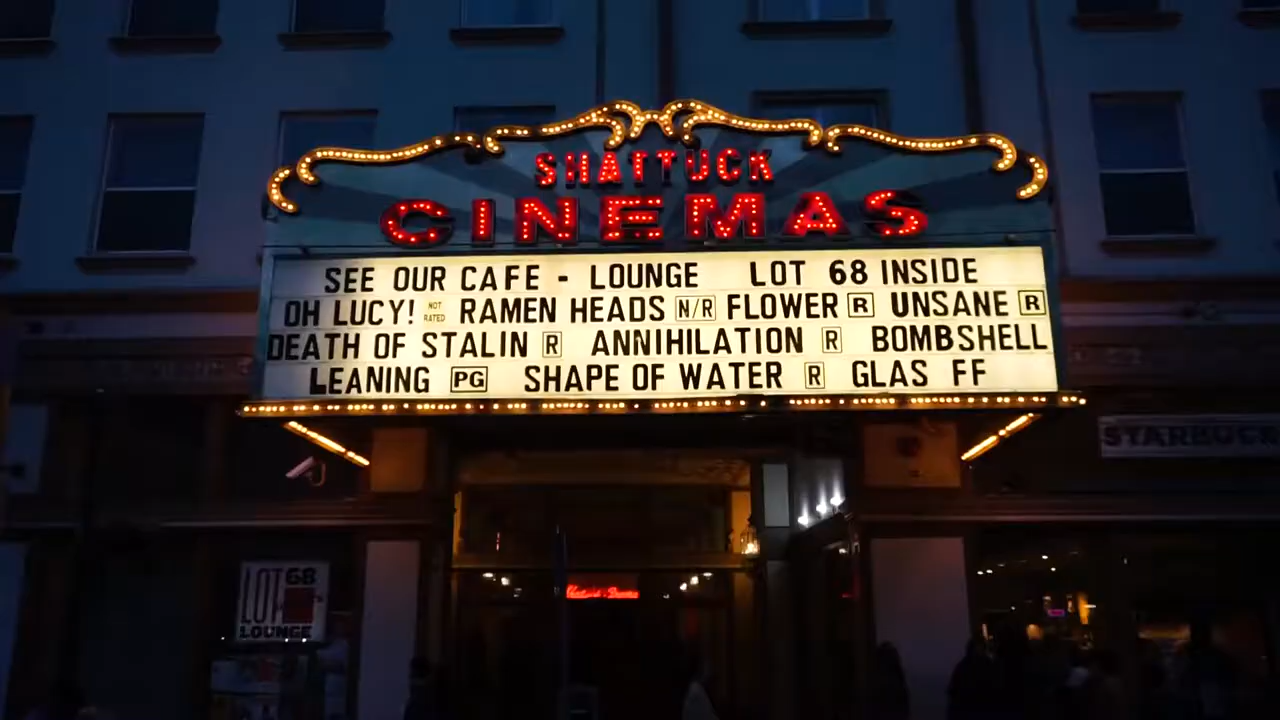 SHATTUCK
CINEMAS
SEE OUR CAFE - LOUNGE LOT 68 INSIDE
OH LUCY! NOT RATED RAMEN HEADS N/R FLOWER R UNSANE R
DEATH OF STALIN R ANNIHILATION R BOMBSHELL
LEANING PG SHAPE OF WATER R GLAS FF
STARBUCK
LOT 68
LOUNGE